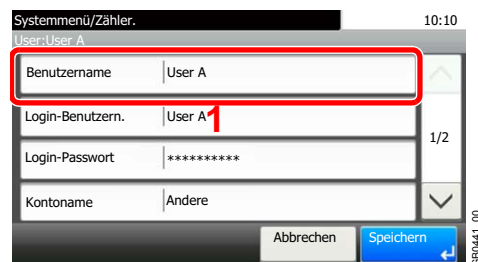 Systemmenü/Zähler. 10:10
User:User A
Benutzername User A
Login-Benutzern. User A
1
1/2
Login-Passwort **********
Kontoname Andere
Abbrechen Speichern
GB0441_00